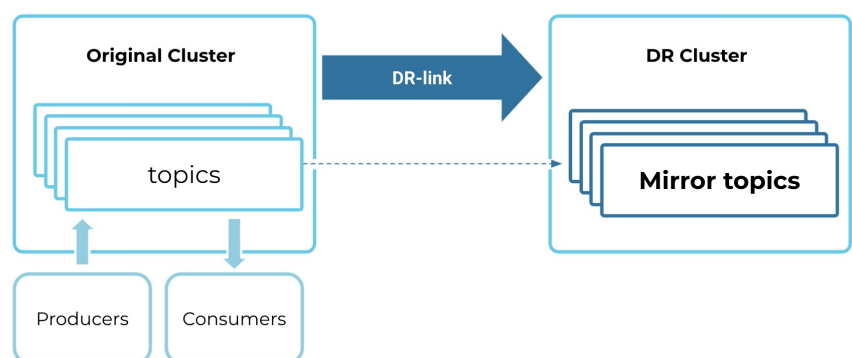 Original Cluster
DR-link
DR Cluster
topics
Mirror topics
Producers
Consumers